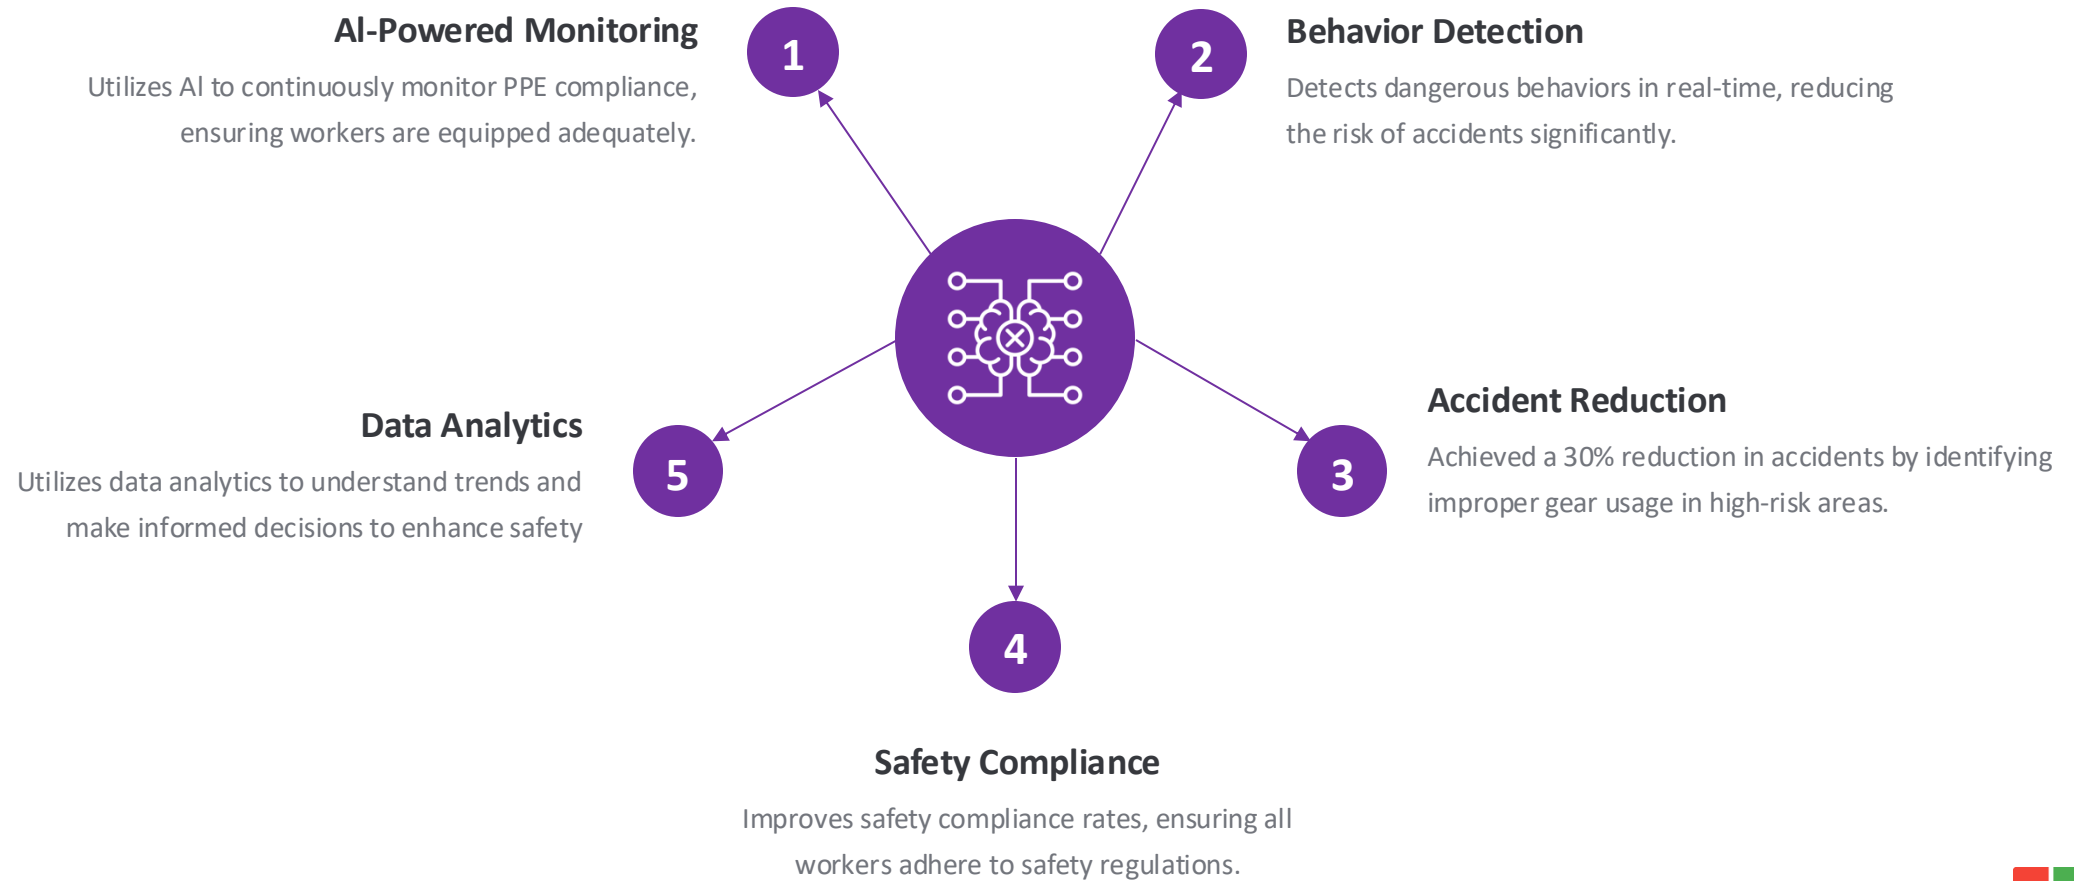 1
AI-Powered Monitoring
Utilizes AI to continuously monitor PPE compliance,
ensuring workers are equipped adequately.
2
Behavior Detection
Detects dangerous behaviors in real-time, reducing
the risk of accidents significantly.
3
Accident Reduction
Achieved a 30% reduction in accidents by identifying
improper gear usage in high-risk areas.
4
Safety Compliance
Improves safety compliance rates, ensuring all
workers adhere to safety regulations.
5
Data Analytics
Utilizes data analytics to understand trends and
make informed decisions to enhance safety